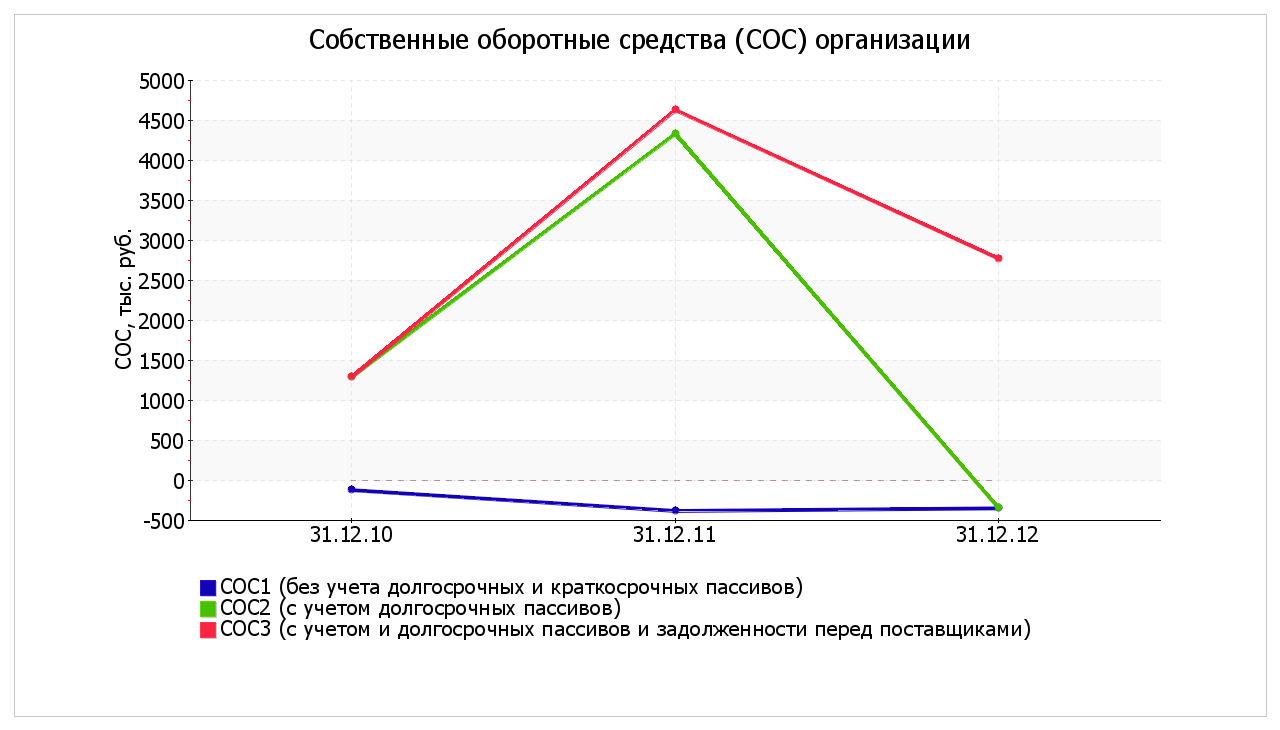 Собственные оборотные средства (СОС) организации
СОС, тыс. руб.
5000
4500
4000
3500
3000
2500
2000
1500
1000
500
0
-500
31.12.10 31.12.11 31.12.12
СОС1 (без учета долгосрочных и краткосрочных пассивов)
СОС2 (с учетом долгосрочных пассивов)
СОС3 (с учетом и долгосрочных пассивов и задолженности перед поставщиками)